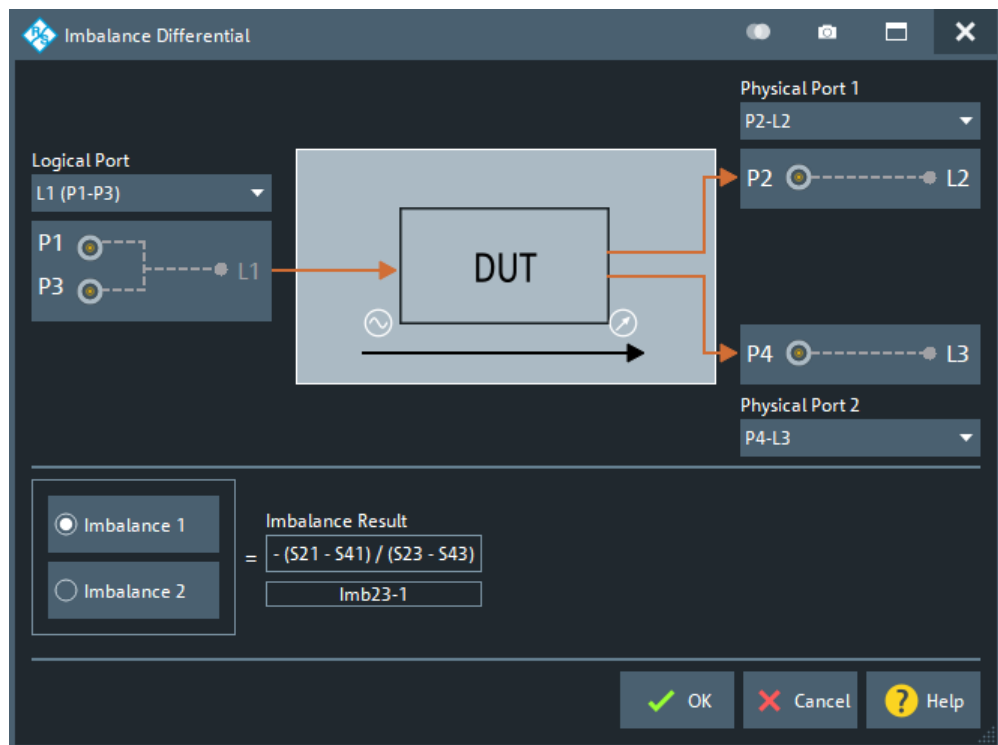 R&S Imbalance Differential
Physical Port 1
P2-L2
Logical Port
L1 (P1-P3)
P2 L2
P1
P3
L1
DUT
P4 L3
Physical Port 2
P4-L3
Imbalance 1
Imbalance 2
=
Imbalance Result
- (S21 - S41) / (S23 - S43)
Imb23-1
OK
Cancel
? Help